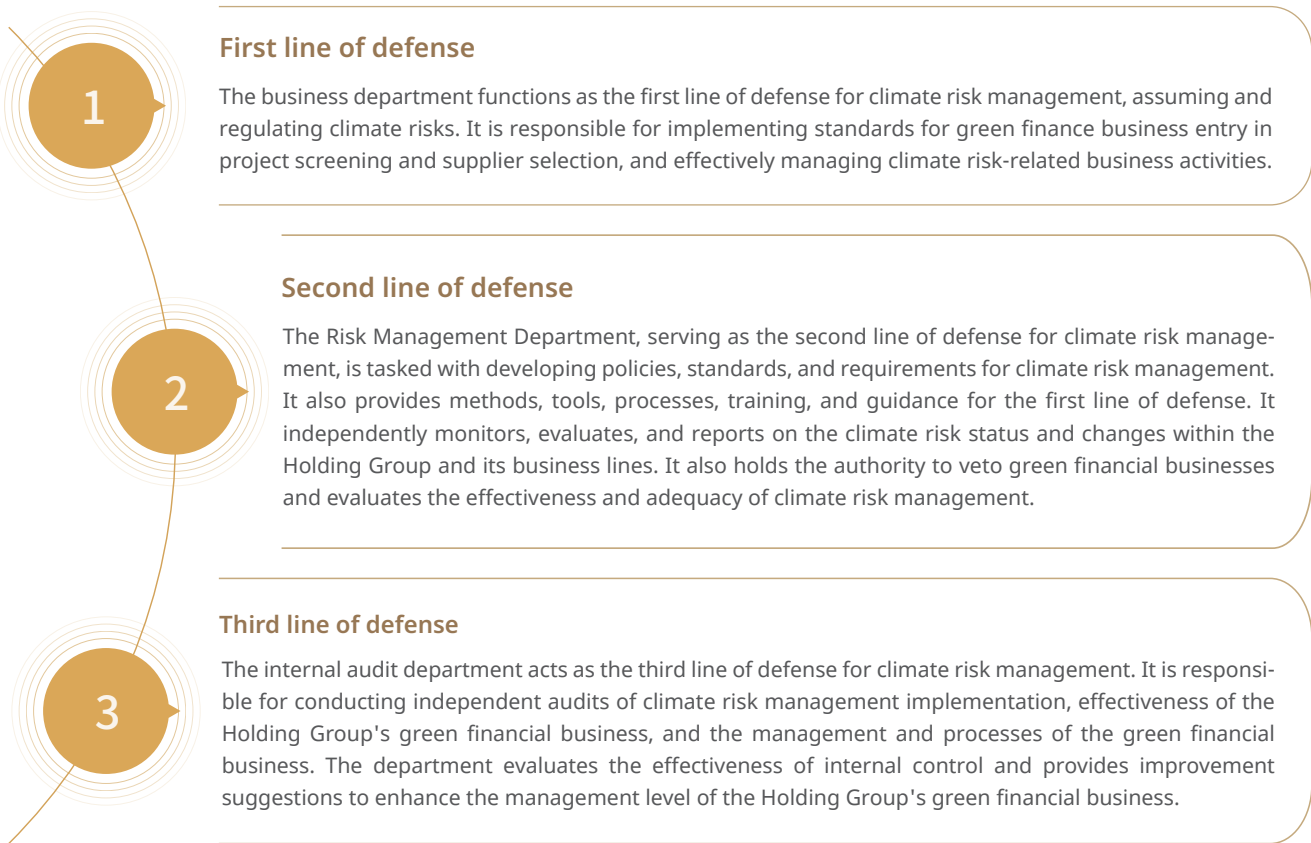 1
First line of defense
The business department functions as the first line of defense for climate risk management, assuming and
regulating climate risks. It is responsible for implementing standards for green finance business entry in
project screening and supplier selection, and effectively managing climate risk-related business activities.
2
Second line of defense
The Risk Management Department, serving as the second line of defense for climate risk manage-
ment, is tasked with developing policies, standards, and requirements for climate risk management.
It also provides methods, tools, processes, training, and guidance for the first line of defense. It
independently monitors, evaluates, and reports on the climate risk status and changes within the
Holding Group and its business lines. It also holds the authority to veto green financial businesses
and evaluates the effectiveness and adequacy of climate risk management.
3
Third line of defense
The internal audit department acts as the third line of defense for climate risk management. It is responsi-
ble for conducting independent audits of climate risk management implementation, effectiveness of the
Holding Group's green financial business, and the management and processes of the green financial
business. The department evaluates the effectiveness of internal control and provides improvement
suggestions to enhance the management level of the Holding Group's green financial business.